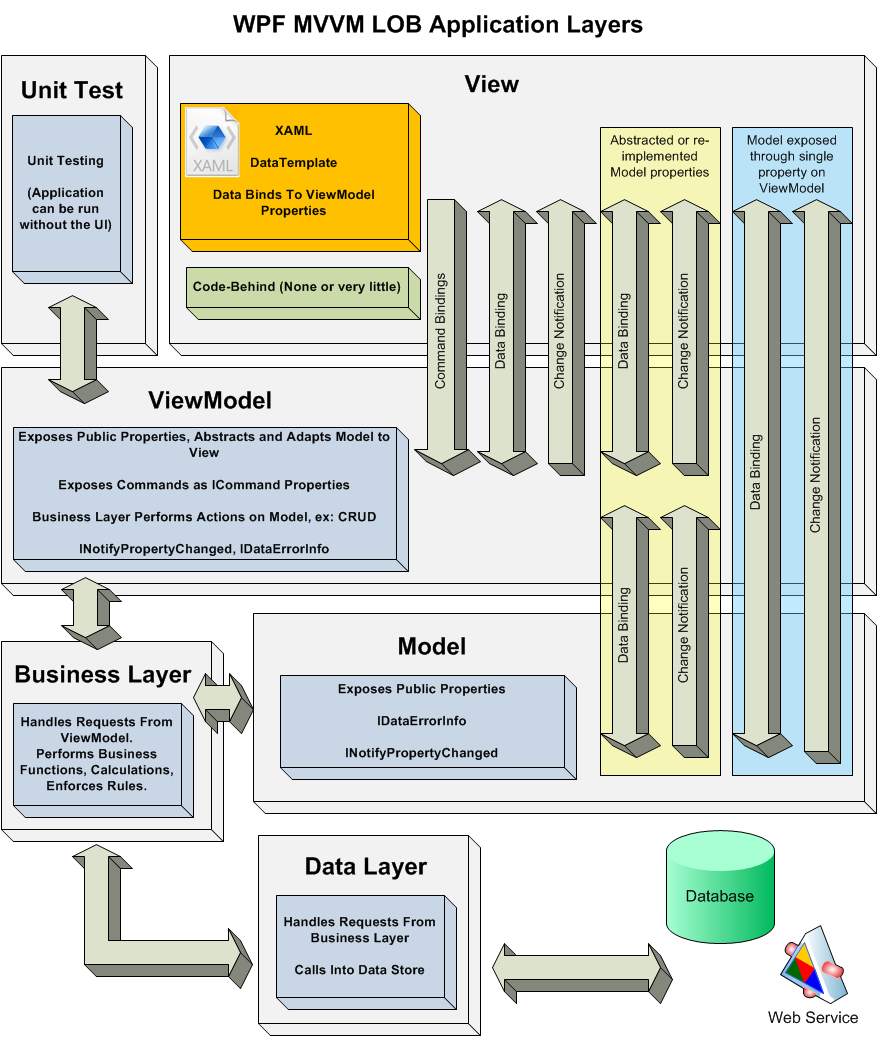 WPF MVVM LOB Application Layers
Unit Test
Unit Testing
(Application
can be run
without the UI)
View
XAML
XAML
DataTemplate
Data Binds To ViewModel
Properties
Code-Behind (None or very little)
Abstracted or re-
implemented
Model properties
Model exposed
through single
property on
ViewModel
Command Bindings
Data Binding
Change Notification
Data Binding
Change Notification
Data Binding
Change Notification
ViewModel
Exposes Public Properties, Abstracts and Adapts Model to
View
Exposes Commands as ICommand Properties
Business Layer Performs Actions on Model, ex: CRUD
INotifyPropertyChanged, IDataErrorInfo
Data Binding
Change Notification
Business Layer
Handles Requests From
ViewModel.
Performs Business
Functions, Calculations,
Enforces Rules.
Model
Exposes Public Properties
IDataErrorInfo
INotifyPropertyChanged
Data Layer
Handles Requests From
Business Layer
Calls Into Data Store
Database
Web Service